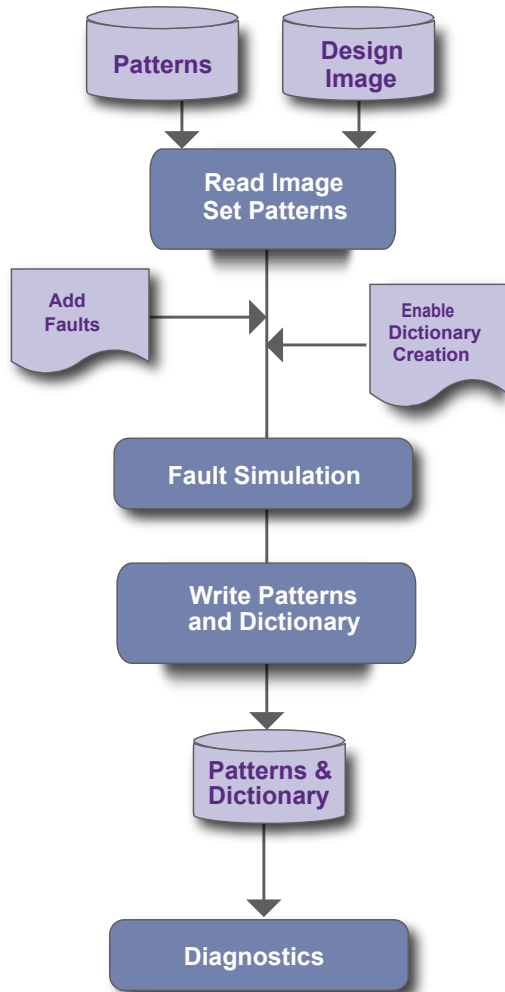 Patterns
Design
Image
Read Image
Set Patterns
Add
Faults
Enable
Dictionary
Creation
Fault Simulation
Write Patterns
and Dictionary
Patterns &
Dictionary
Diagnostics